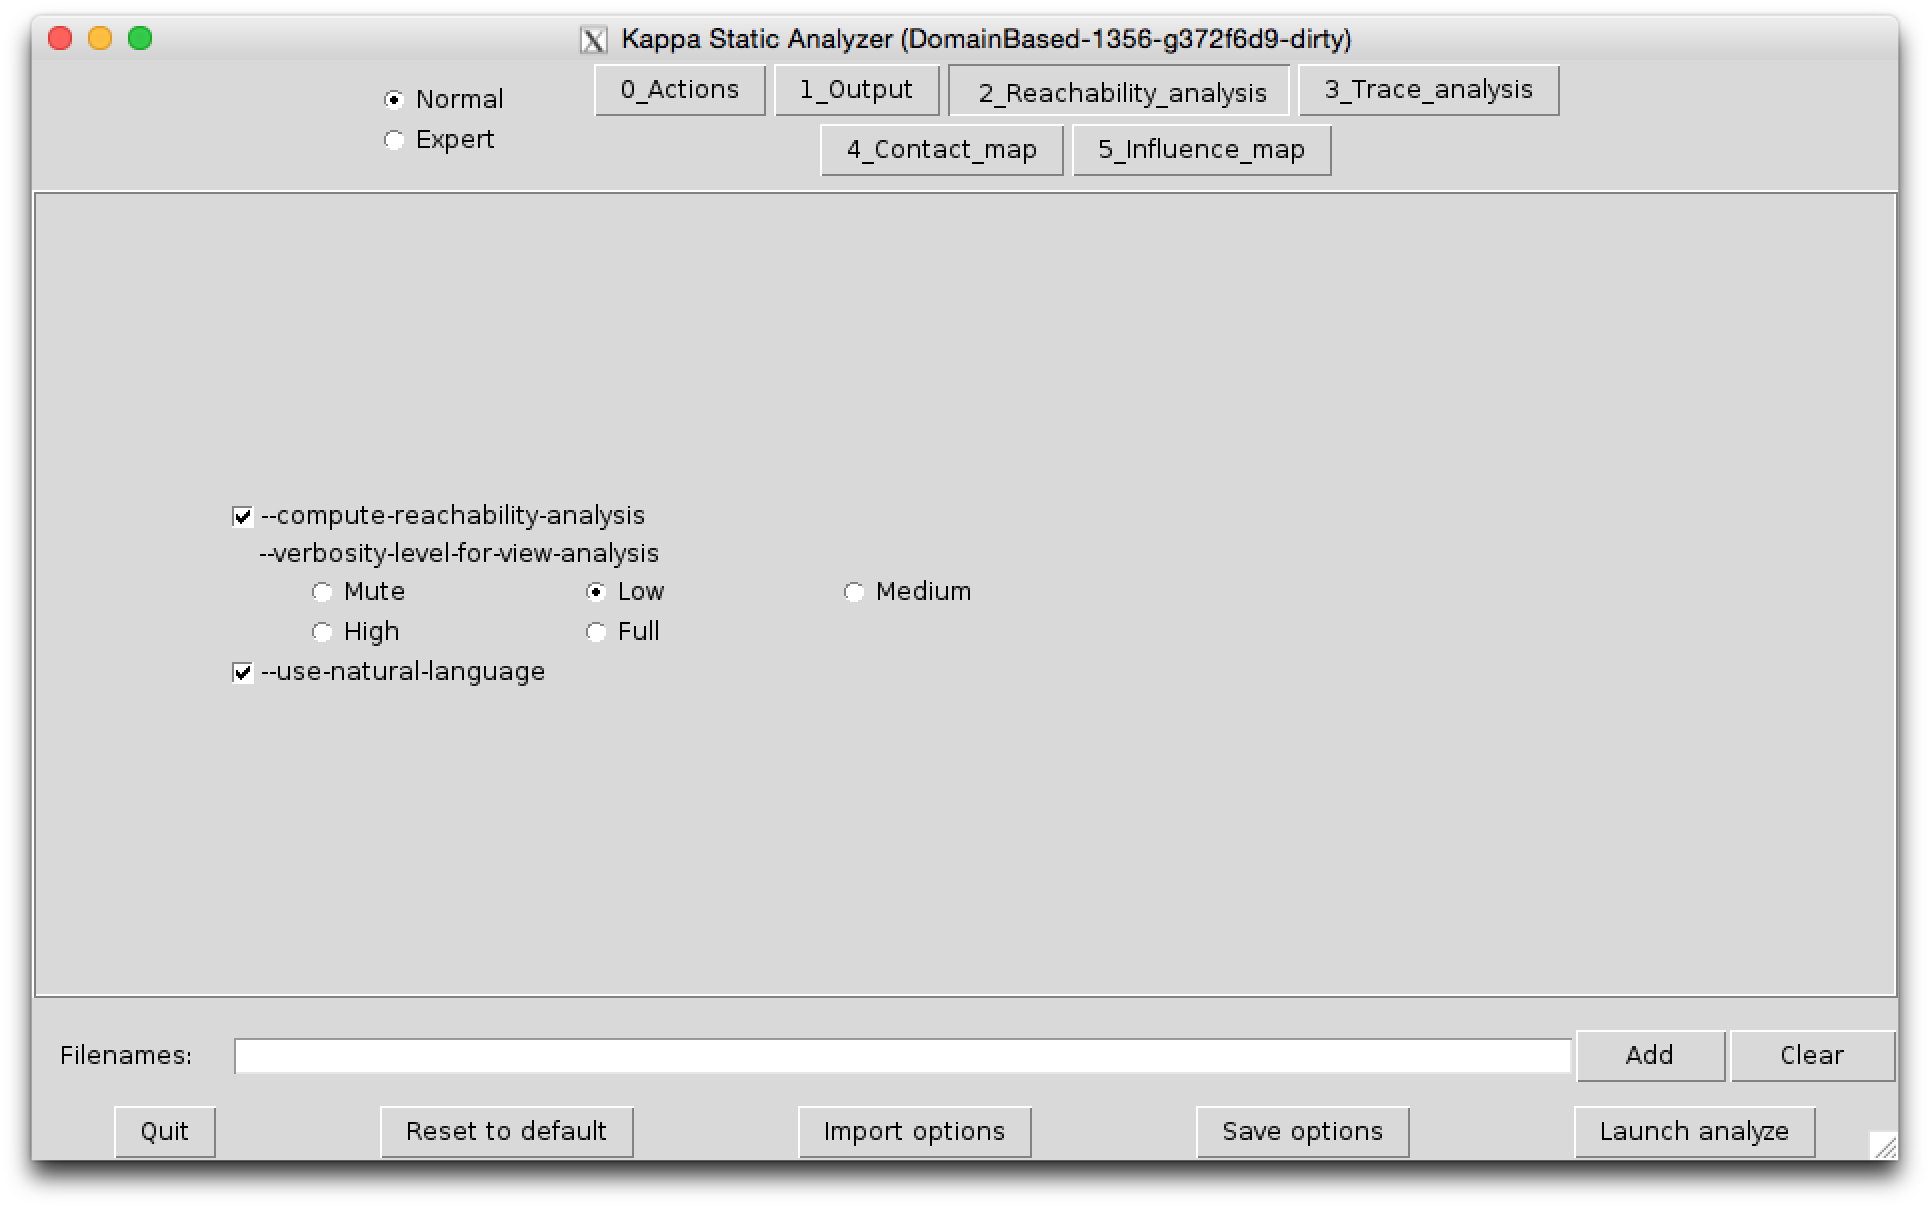 Kappa Static Analyzer (DomainBased-1356-g372f6d9-dirty)
Normal
Expert
0_Actions 1_Output 2_Reachability_analysis 3_Trace_analysis
4_Contact_map 5_Influence_map
--compute-reachability-analysis
--verbosity-level-for-view-analysis
Mute Low Medium
High Full
--use-natural-language
Filenames: Add Clear
Quit Reset to default Import options Save options Launch analyze